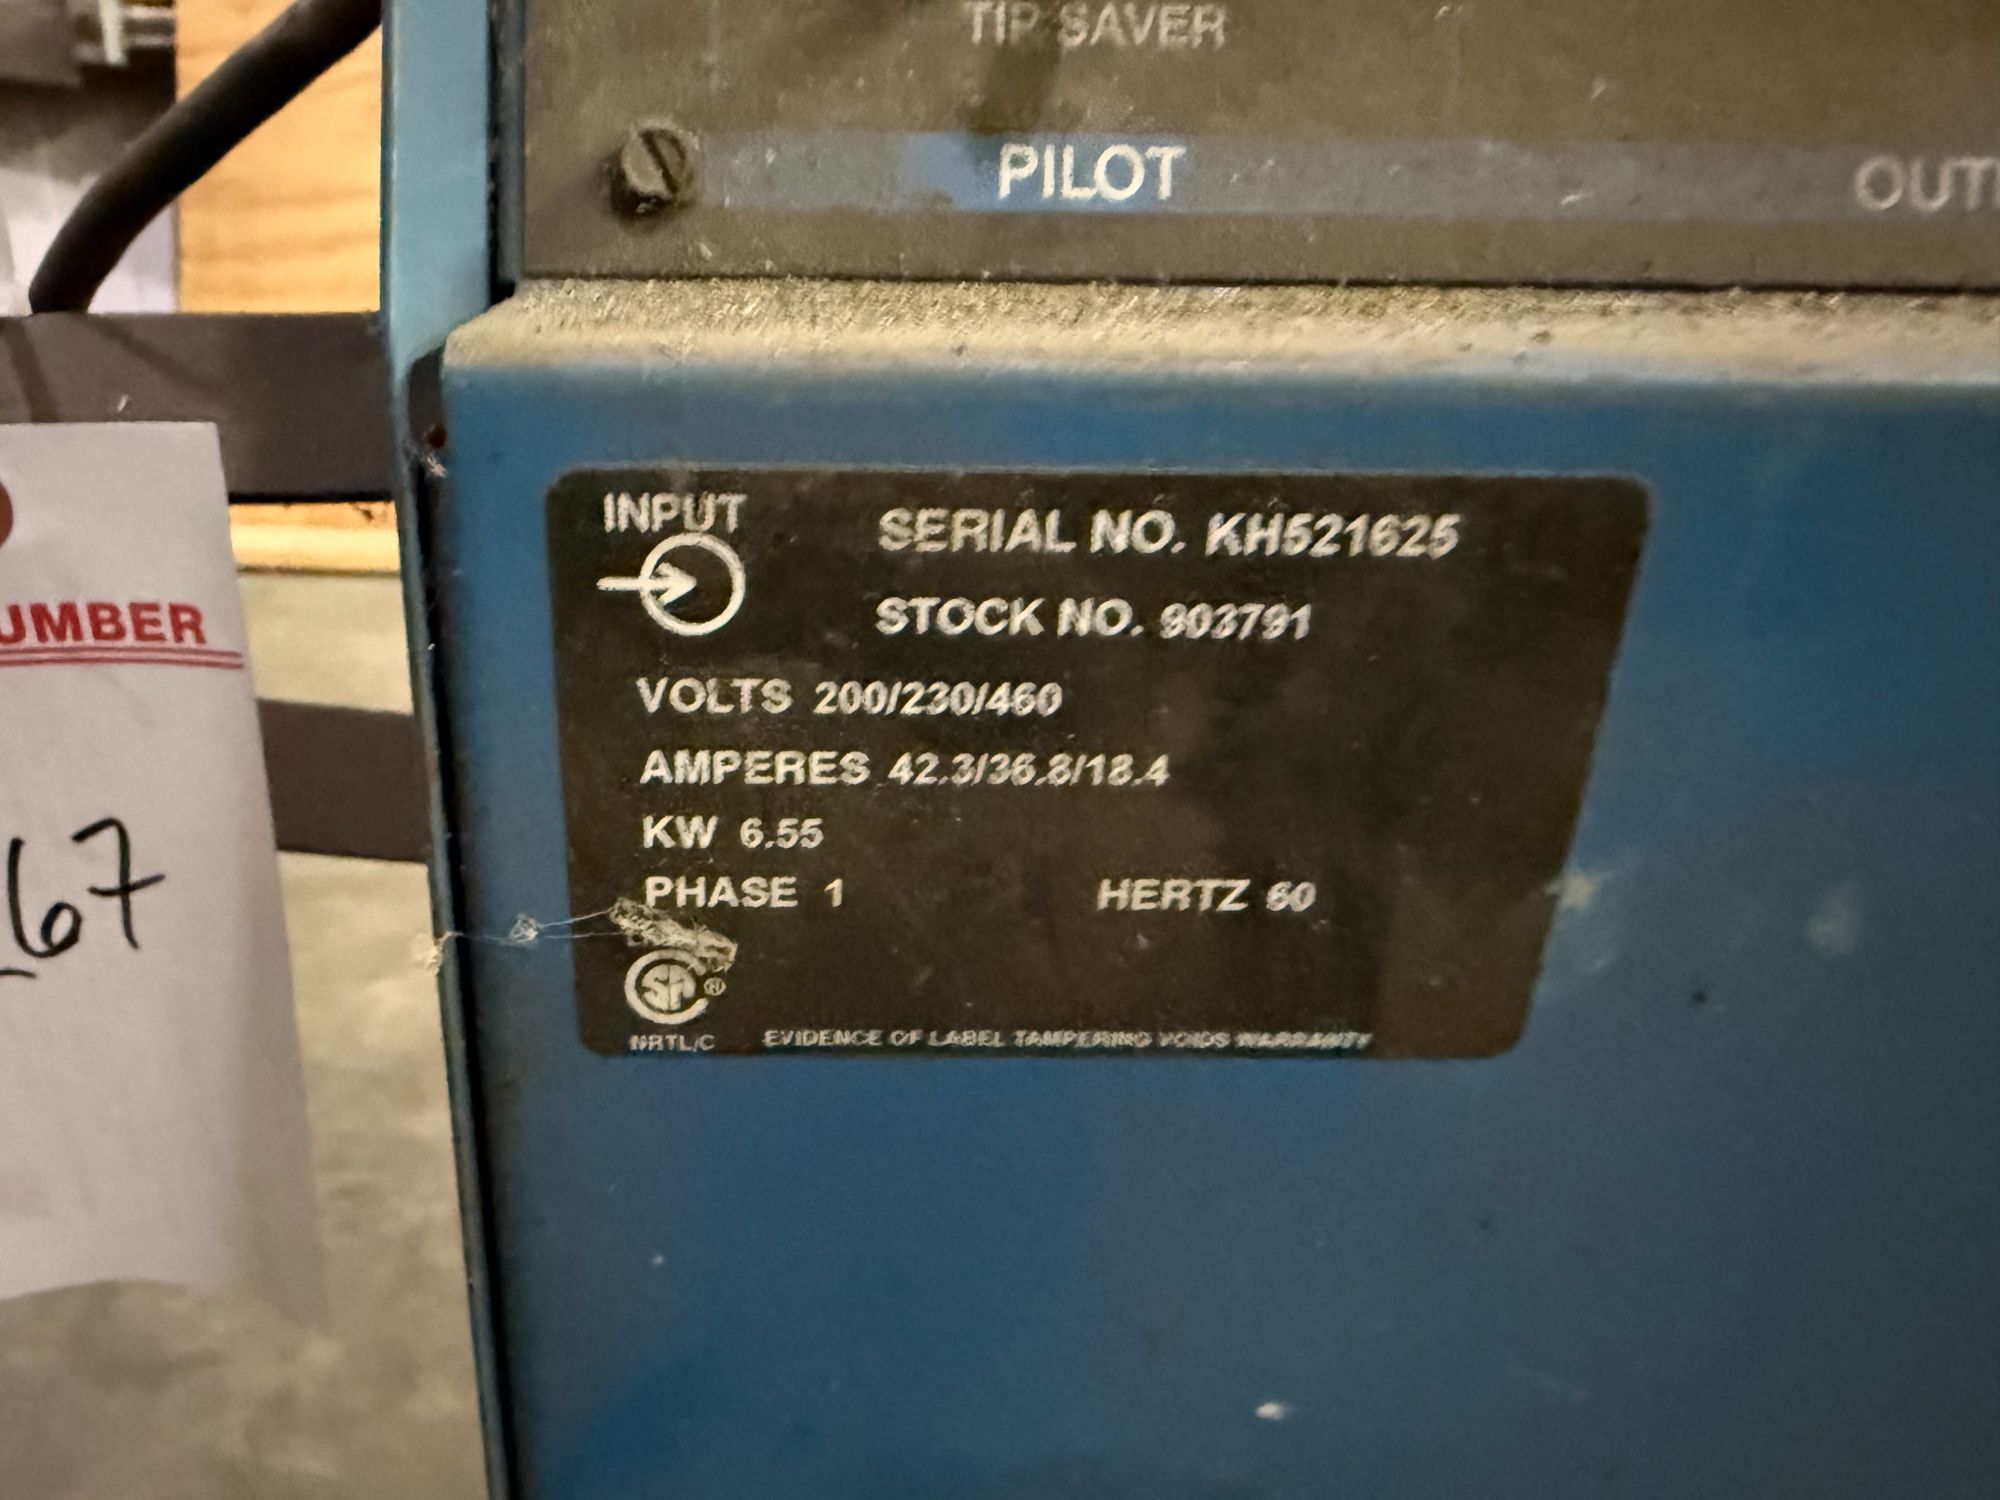 TIP SAVER
PILOT
INPUT
SERIAL NO. KH521625
STOCK NO. 903791
VOLTS 200/230/460
AMPERES 42.3/36.8/18.4
KW 6.55
PHASE 1 HERTZ 60
NRTL/C EVIDENCE OF LABEL TAMPERING VOIDS WARRANTY
UMBER
67